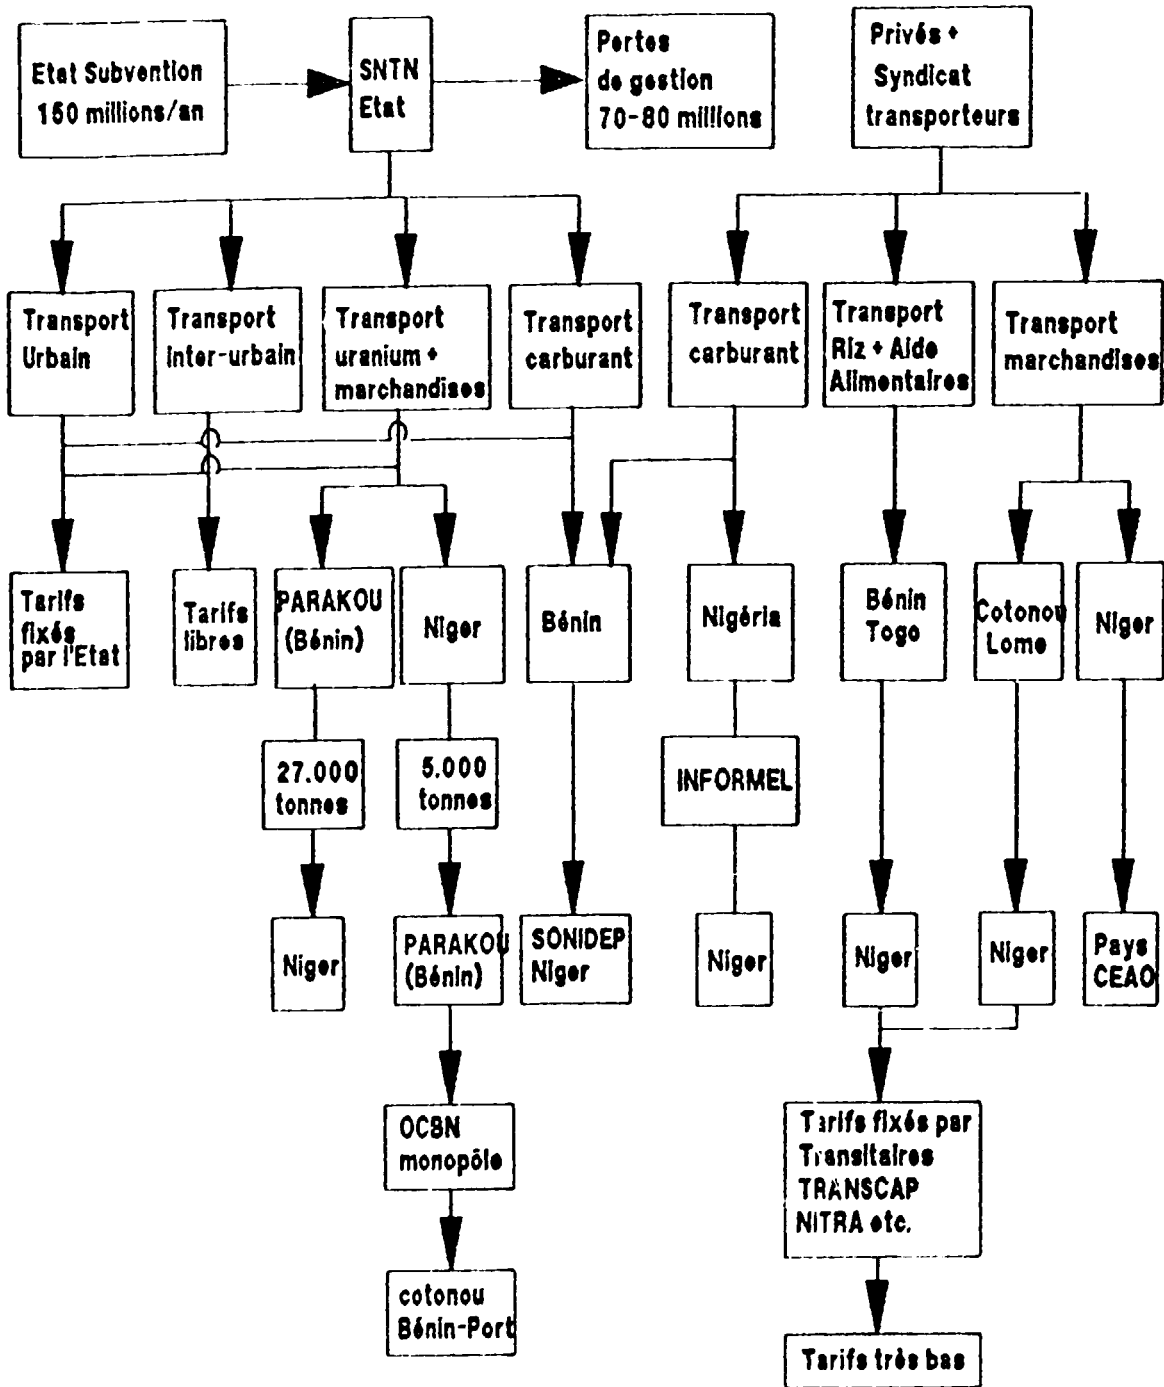 Etat Subvention
150 millions/an
SNTN
Etat
Pertes
de gestion
70-80 millions
Privés +
Syndicat
transporteurs
Transport
Urbain
Transport
inter-urbain
Transport
uranium +
marchandises
Transport
carburant
Transport
carburant
Transport
Riz + Aide
Alimentaires
Transport
marchandises
Tarifs
fixés
par l'Etat
Tarifs
libres
PARAKOU
(Bénin)
Niger
Bénin
Nigéria
Bénin
Togo
Cotonou
Lome
Niger
27.000
tonnes
5.000
tonnes
INFORMEL
Niger
PARAKOU
(Bénin)
SONIDEP
Niger
Niger
Niger
Niger
Pays
CEAO
OCBN
monopôle
Tarifs fixés par
Transitaires
TRANSCAP
NITRA etc.
cotonou
Bénin-Port
Tarifs très bas